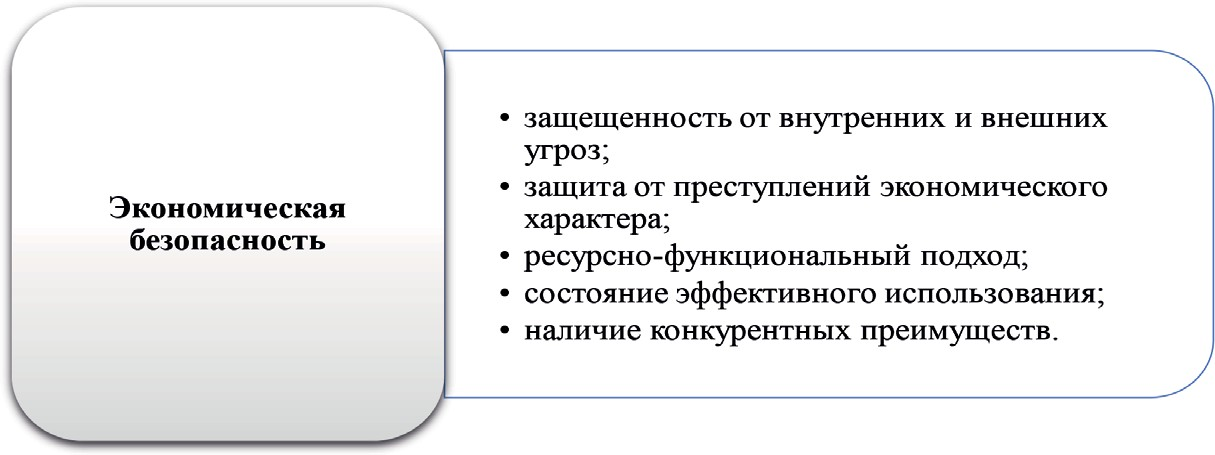 Экономическая
безопасность
• защещенность от внутренних и внешних
угроз;
• защита от преступлений экономического
характера;
• ресурсно-функциональный подход;
• состояние эффективного использования;
• наличие конкурентных преимуществ.